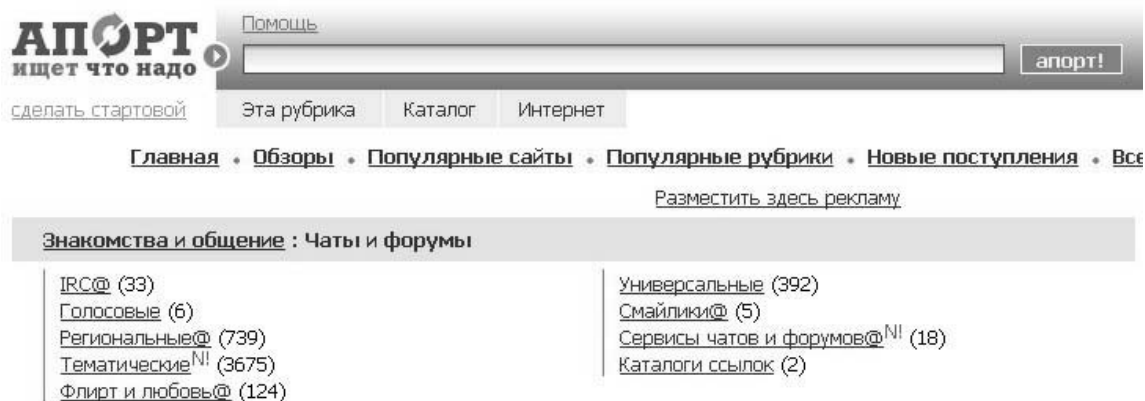 Помощь
АПОРТ
ищет что надо
апорт!
сделать стартовой
Эта рубрика Каталог Интернет
Главная • Обзоры • Популярные сайты • Популярные рубрики • Новые поступления • Все
Разместить здесь рекламу
Знакомства и общение : Чаты и форумы
IRC@ (33)
Голосовые (6)
Региональные@ (739)
Тематические N! (3675)
Флирт и любовь@ (124)
Универсальные (392)
Смайлики@ (5)
Сервисы чатов и форумов@ N! (18)
Каталоги ссылок (2)